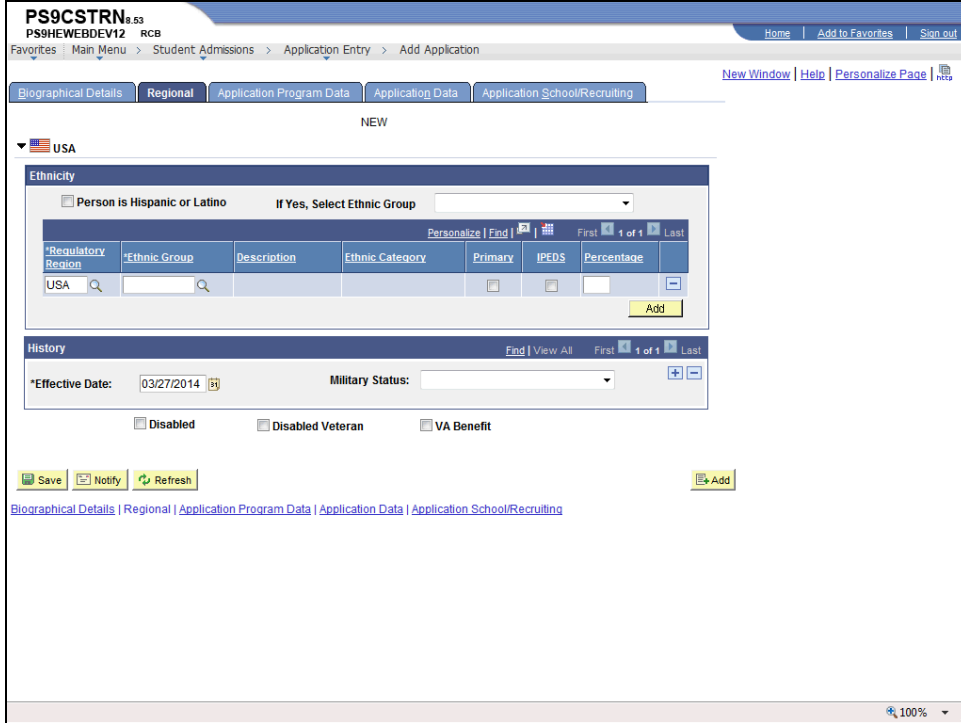 PS9CSTRN8.53
PS9HEWEBDEV12 RCB
Home | Add to Favorites | Sign out
Favorites Main Menu > Student Admissions > Application Entry > Add Application
New Window | Help | Personalize Page | http
Biographical Details Regional Application Program Data Application Data Application School/Recruiting
NEW
USA
Ethnicity
Person is Hispanic or Latino If Yes, Select Ethnic Group
Personalize | Find | | First 1 of 1 Last
*Regulatory Region *Ethnic Group Description Ethnic Category Primary IPEDS Percentage
USA
Add
History Find | View All First 1 of 1 Last
*Effective Date: 03/27/2014 31 Military Status:
Disabled Disabled Veteran VA Benefit
Save Notify Refresh Add
Biographical Details | Regional | Application Program Data | Application Data | Application School/Recruiting
100%